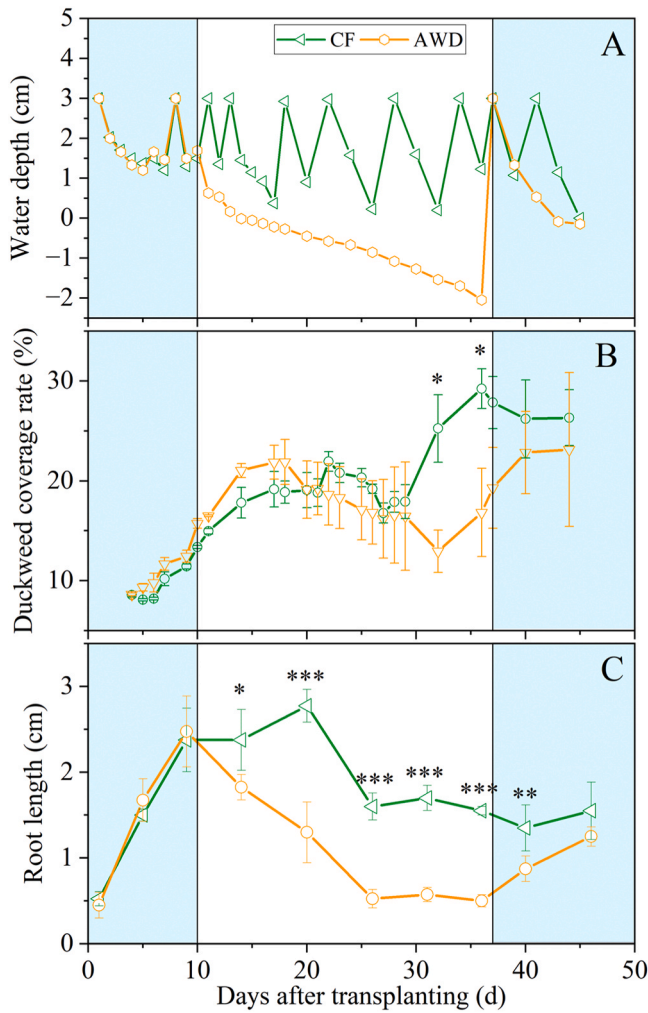 5
4
3
2
1
0
−1
−2
Water depth (cm)
CF AWD
A
30
20
10
Duckweed coverage rate (%)
B
* *
3
2
1
0
Root length (cm)
C
* *** *** *** *** **
0 10 20 30 40 50
Days after transplanting (d)